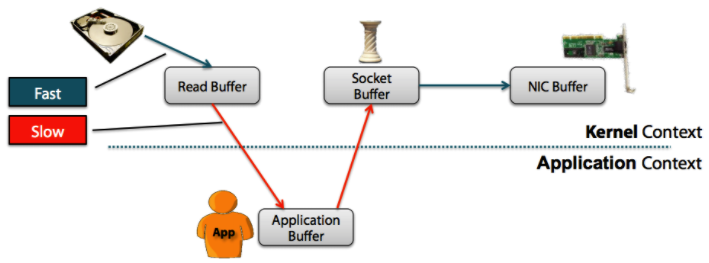 Fast
Slow
Read Buffer
Socket
Buffer
NIC Buffer
Kernel Context
Application Context
App
Application
Buffer